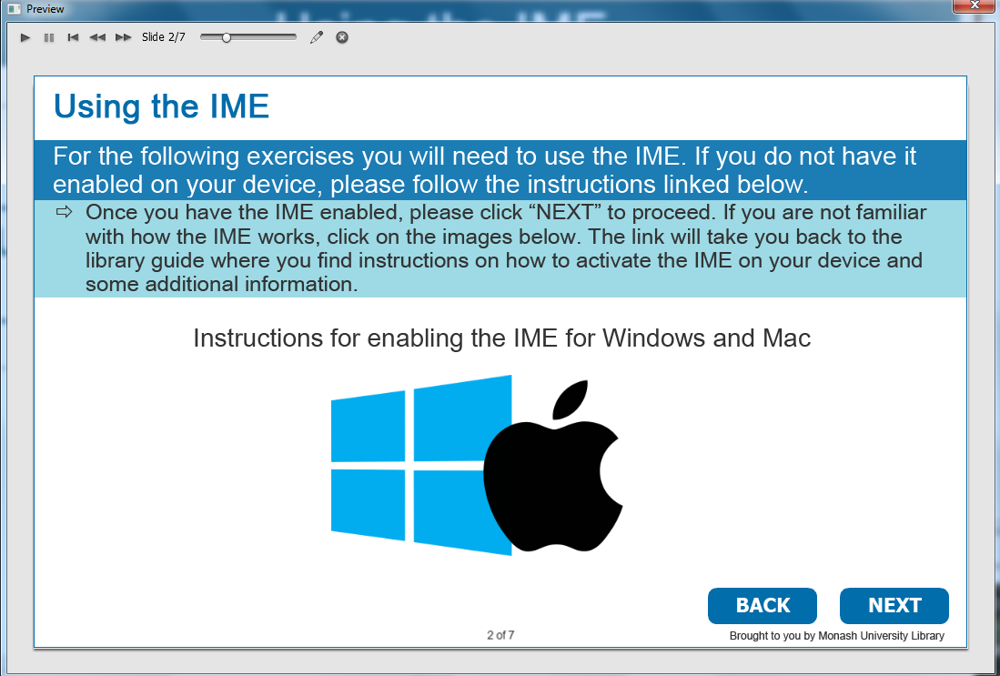 Preview
Slide 2/7
Using the IME
For the following exercises you will need to use the IME. If you do not have it
enabled on your device, please follow the instructions linked below.
⇨ Once you have the IME enabled, please click “NEXT” to proceed. If you are not familiar
with how the IME works, click on the images below. The link will take you back to the
library guide where you find instructions on how to activate the IME on your device and
some additional information.
Instructions for enabling the IME for Windows and Mac
BACK
NEXT
2 of 7
Brought to you by Monash University Library